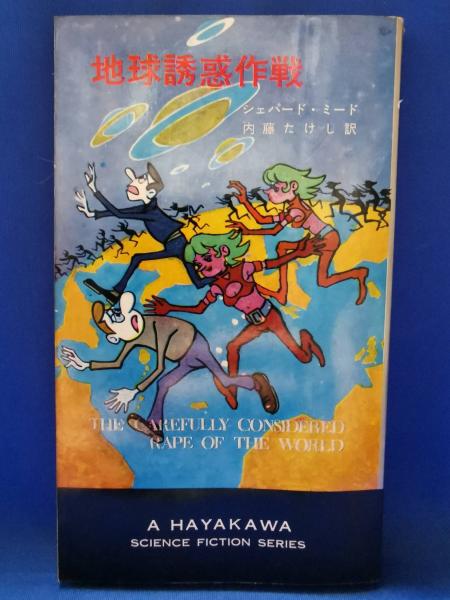 地球誘惑作戦
シェパード・ミード
内藤たけし訳
THE CAREFULLY CONSIDERED
RAPE OF THE WORLD
A HAYAKAWA
SCIENCE FICTION SERIES